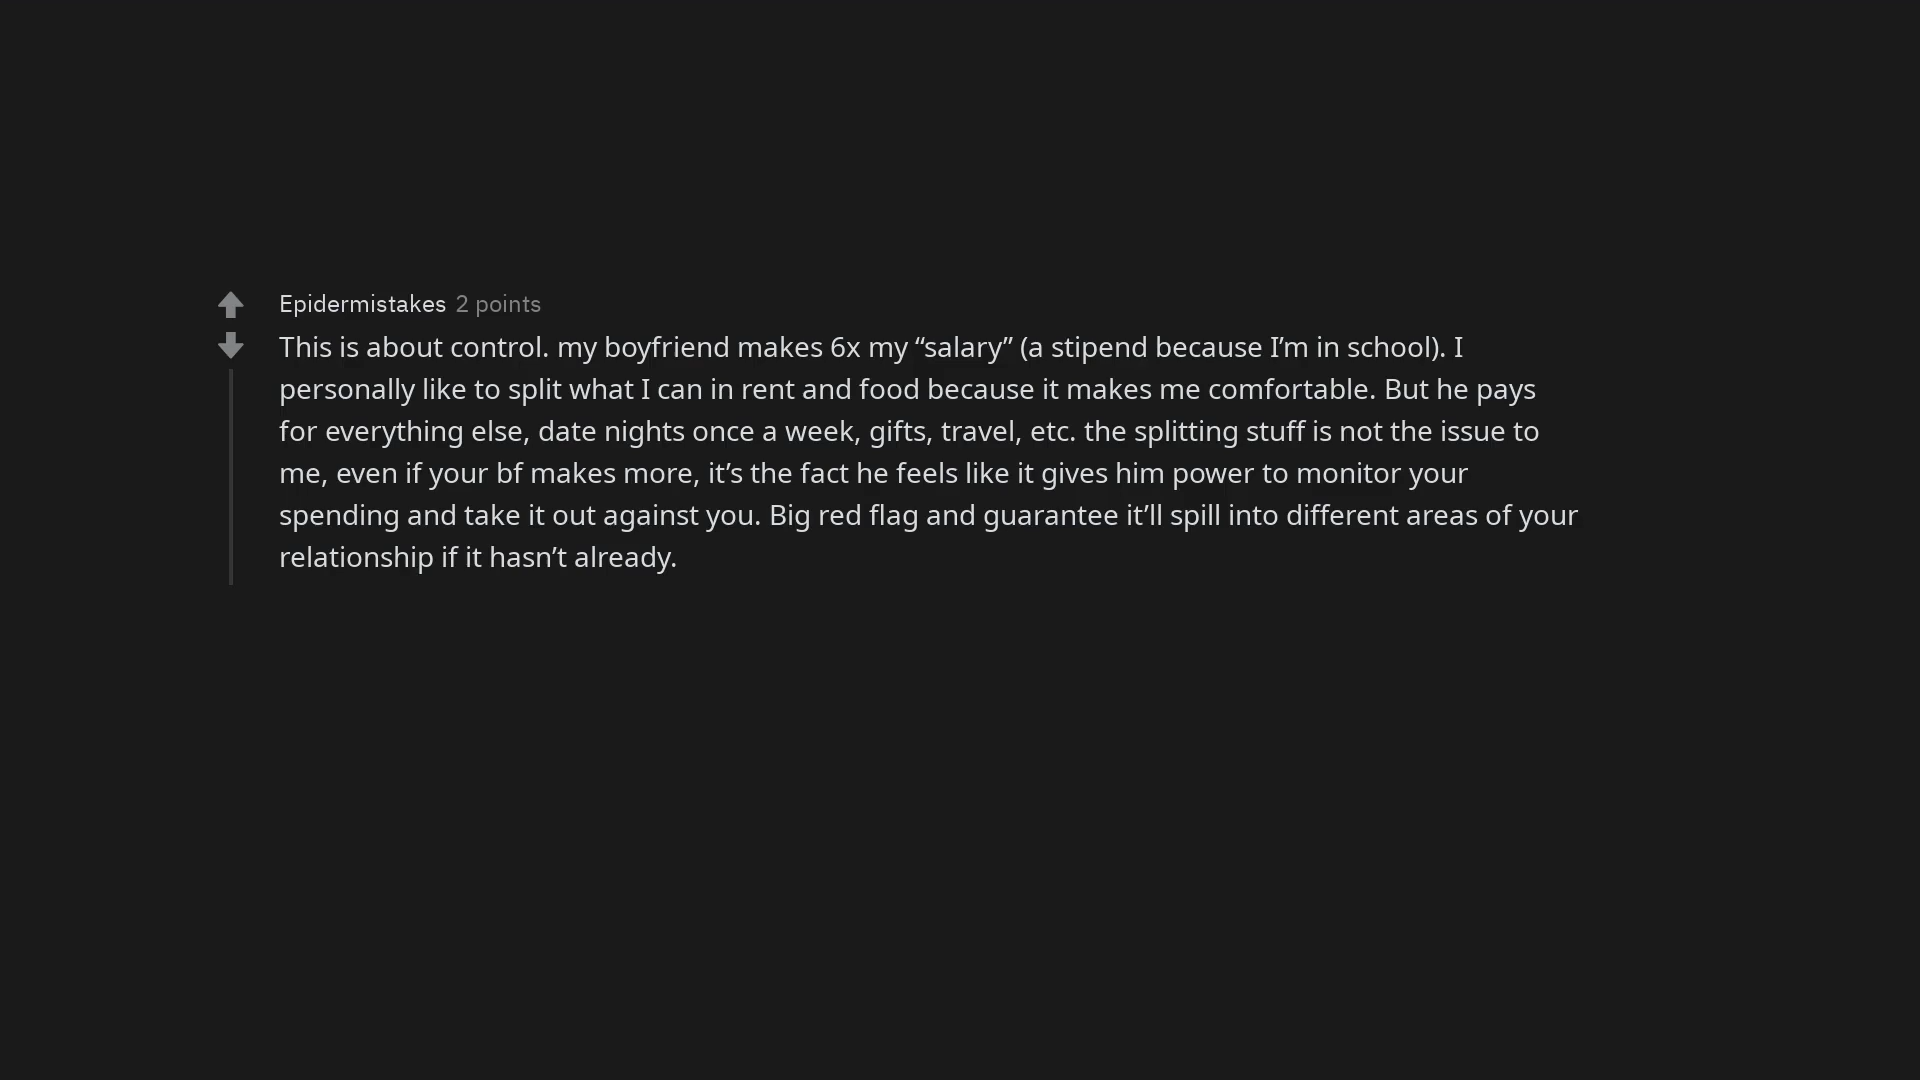 Epidermistakes 2 points
This is about control. my boyfriend makes 6x my “salary” (a stipend because I’m in school). I
personally like to split what I can in rent and food because it makes me comfortable. But he pays
for everything else, date nights once a week, gifts, travel, etc. the splitting stuff is not the issue to
me, even if your bf makes more, it’s the fact he feels like it gives him power to monitor your
spending and take it out against you. Big red flag and guarantee it’ll spill into different areas of your
relationship if it hasn’t already.